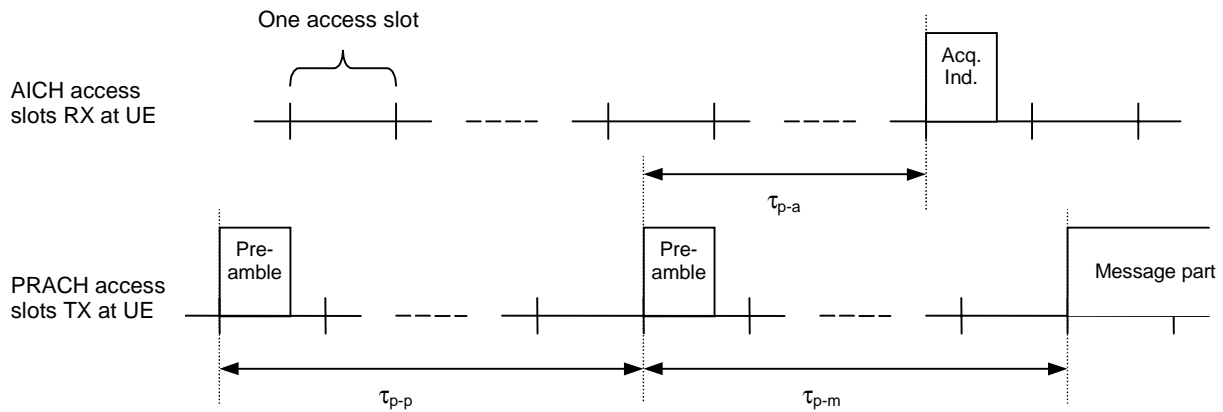 One access slot
Acq.
Ind.
AICH access
slots RX at UE
τp-a
Pre-
amble
Pre-
amble
Message part
PRACH access
slots TX at UE
τp-p
τp-m